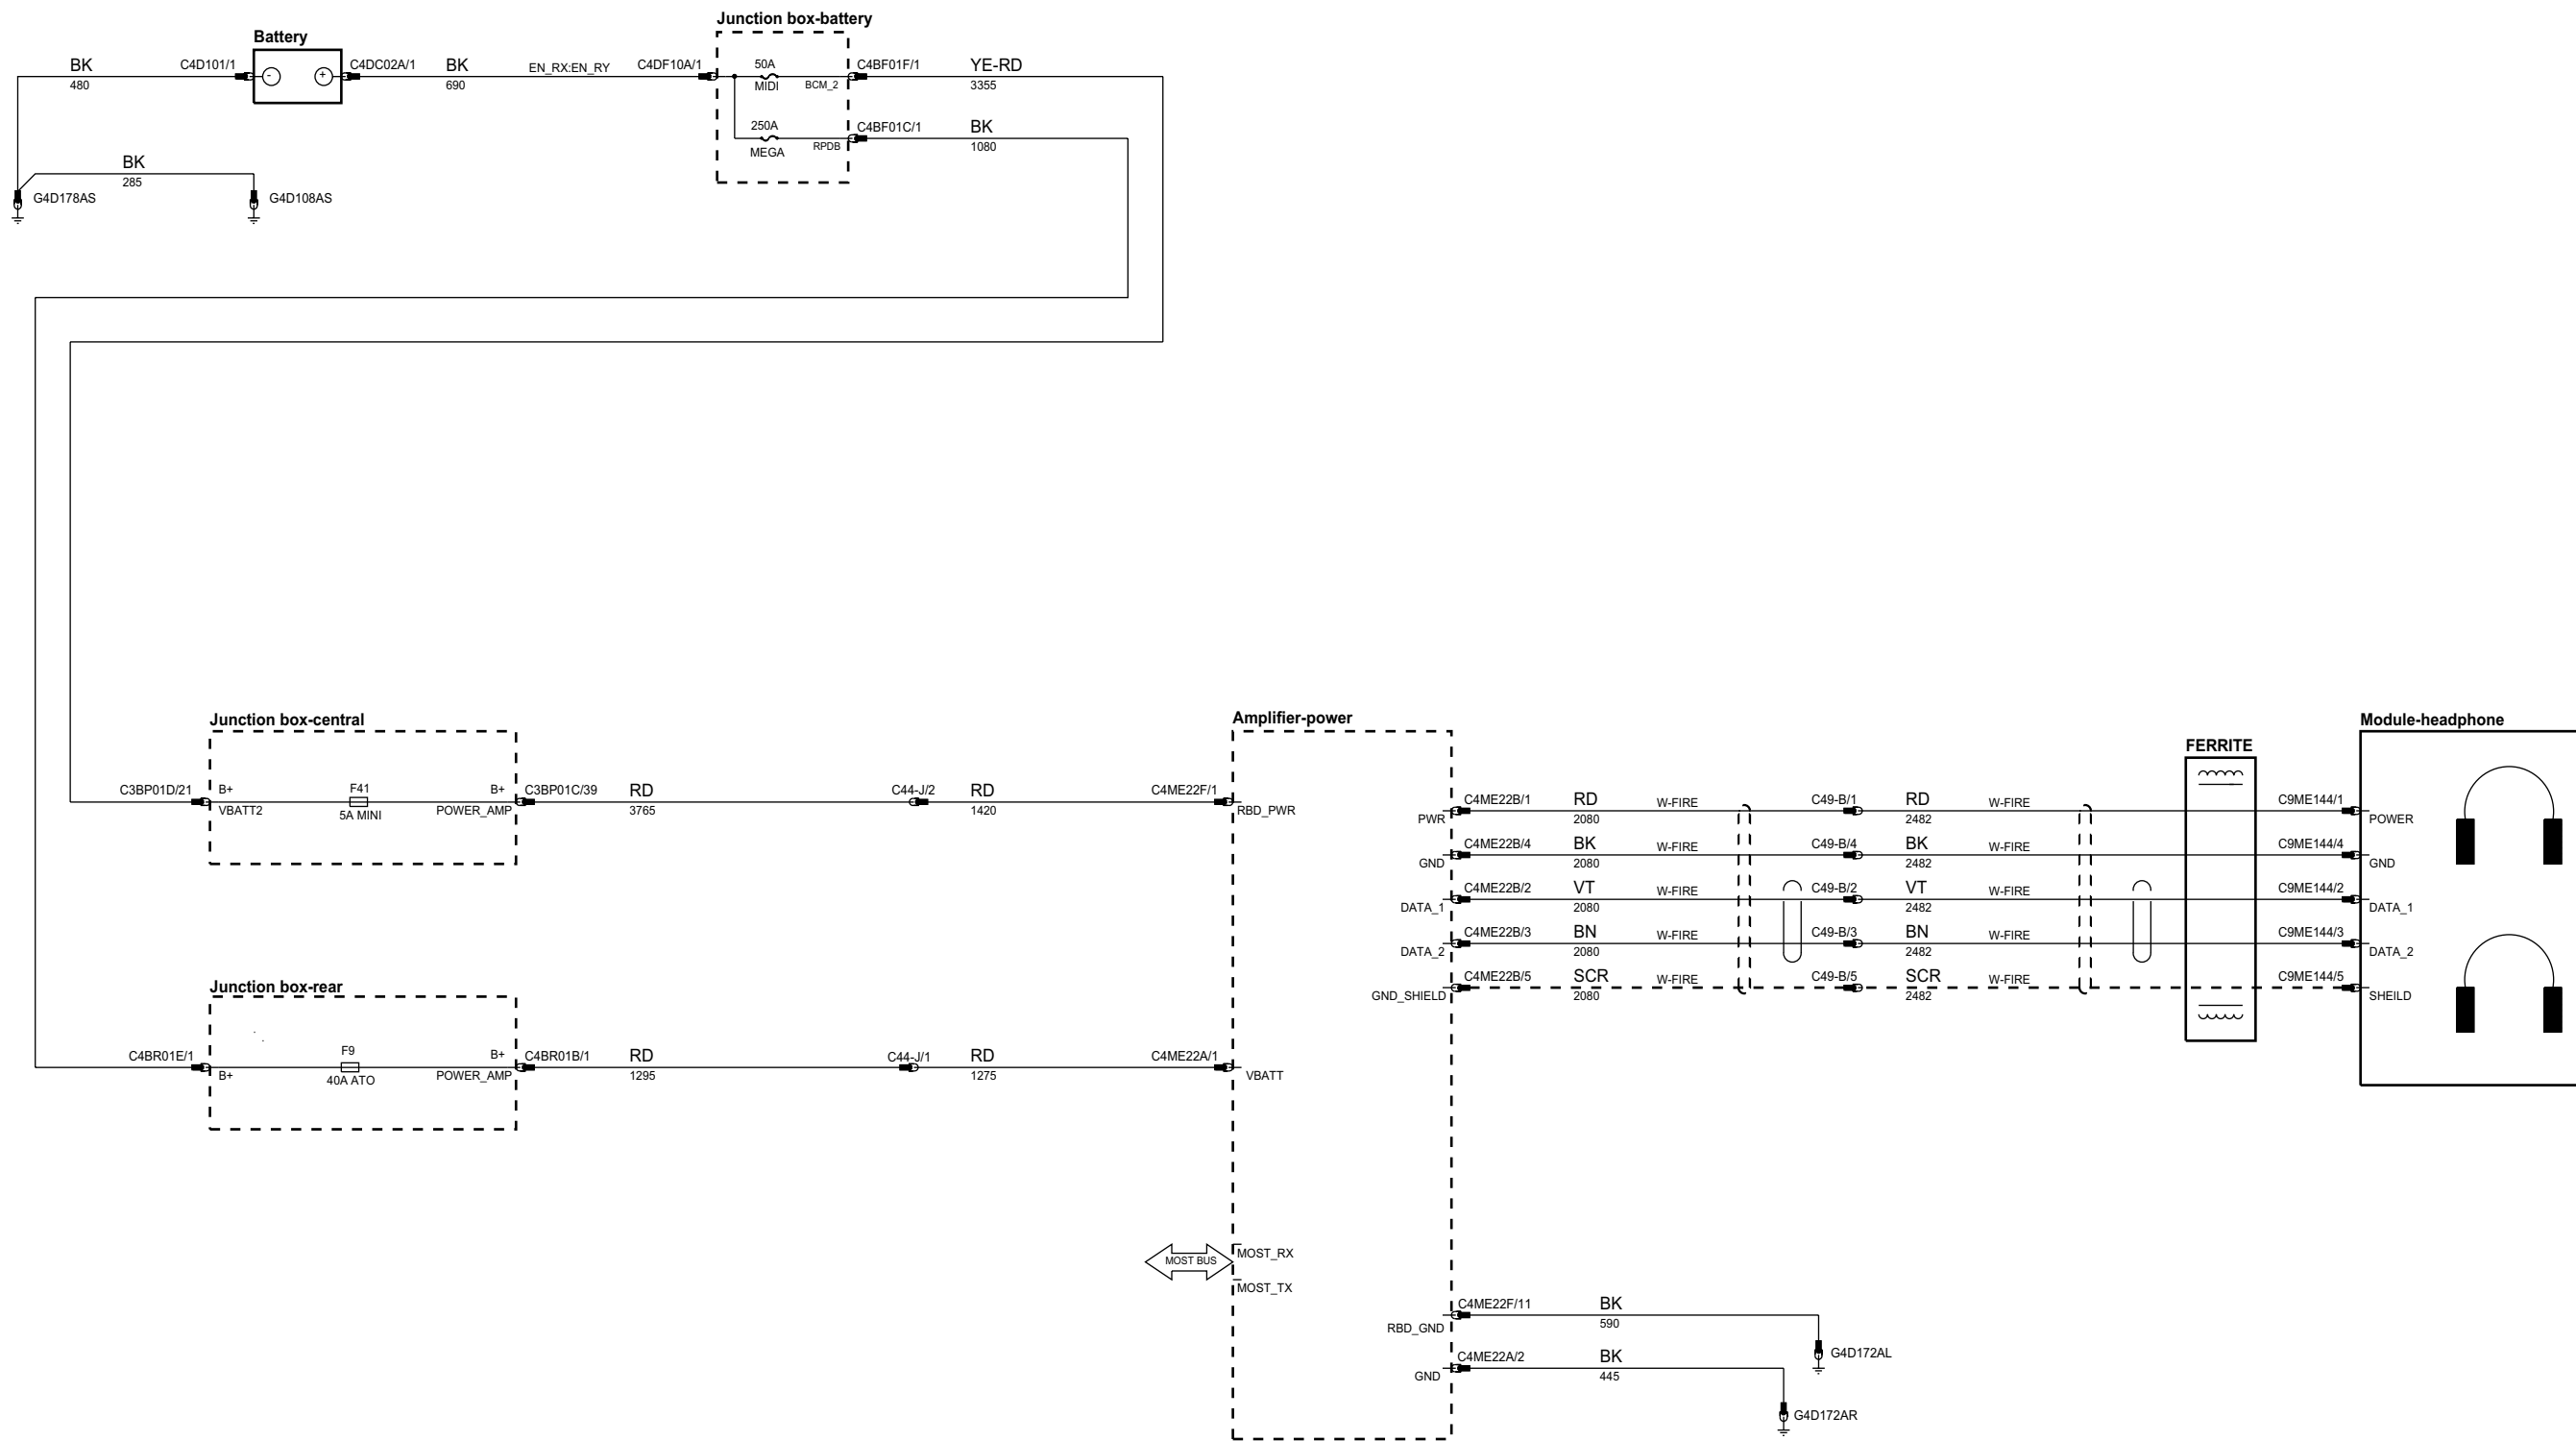 Junction box-battery
Battery
BK
480
C4D101/1
-
+
C4DC02A/1
BK
690
EN_RX:EN_RY
C4DF10A/1
50A
MIDI
BCM_2
C4BF01F/1
YE-RD
3355
250A
MEGA
RPDB
C4BF01C/1
BK
1080
BK
285
G4D178AS
G4D108AS
Junction box-central
C3BP01D/21
B+
VBATT2
F41
5A MINI
B+
POWER_AMP
C3BP01C/39
RD
3765
C44-J/2
RD
1420
C4ME22F/1
Amplifier-power
RBD_PWR
Junction box-rear
C4BR01E/1
B+
F9
40A ATO
B+
POWER_AMP
C4BR01B/1
RD
1295
C44-J/1
RD
1275
C4ME22A/1
VBATT
MOST BUS
MOST_RX
MOST_TX
PWR
C4ME22B/1
RD
2080
W-FIRE
C49-B/1
RD
2482
W-FIRE
C9ME144/1
POWER
GND
C4ME22B/4
BK
2080
W-FIRE
C49-B/4
BK
2482
W-FIRE
C9ME144/4
GND
DATA_1
C4ME22B/2
VT
2080
W-FIRE
C49-B/2
VT
2482
W-FIRE
C9ME144/2
DATA_1
DATA_2
C4ME22B/3
BN
2080
W-FIRE
C49-B/3
BN
2482
W-FIRE
C9ME144/3
DATA_2
GND_SHIELD
C4ME22B/5
SCR
2080
W-FIRE
C49-B/5
SCR
2482
W-FIRE
C9ME144/5
SHEILD
FERRITE
Module-headphone
RBD_GND
C4ME22F/11
BK
590
G4D172AL
GND
C4ME22A/2
BK
445
G4D172AR